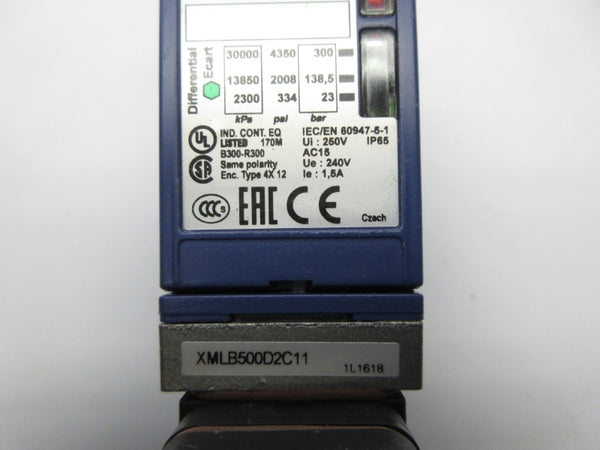 Differential
Ecart
30000 4350 300
13850 2008 138,5
2300 334 23
kPa psi bar
UL IND. CONT. EQ
LISTED 170M
B300-R300
Same polarity
Enc. Type 4X 12
IEC/EN 60947-5-1
Ui : 250V IP65
AC15
Ue : 240V
Ie : 1,5A
CCC S EAC CE
Czech
XMLB500D2C11
1L1618